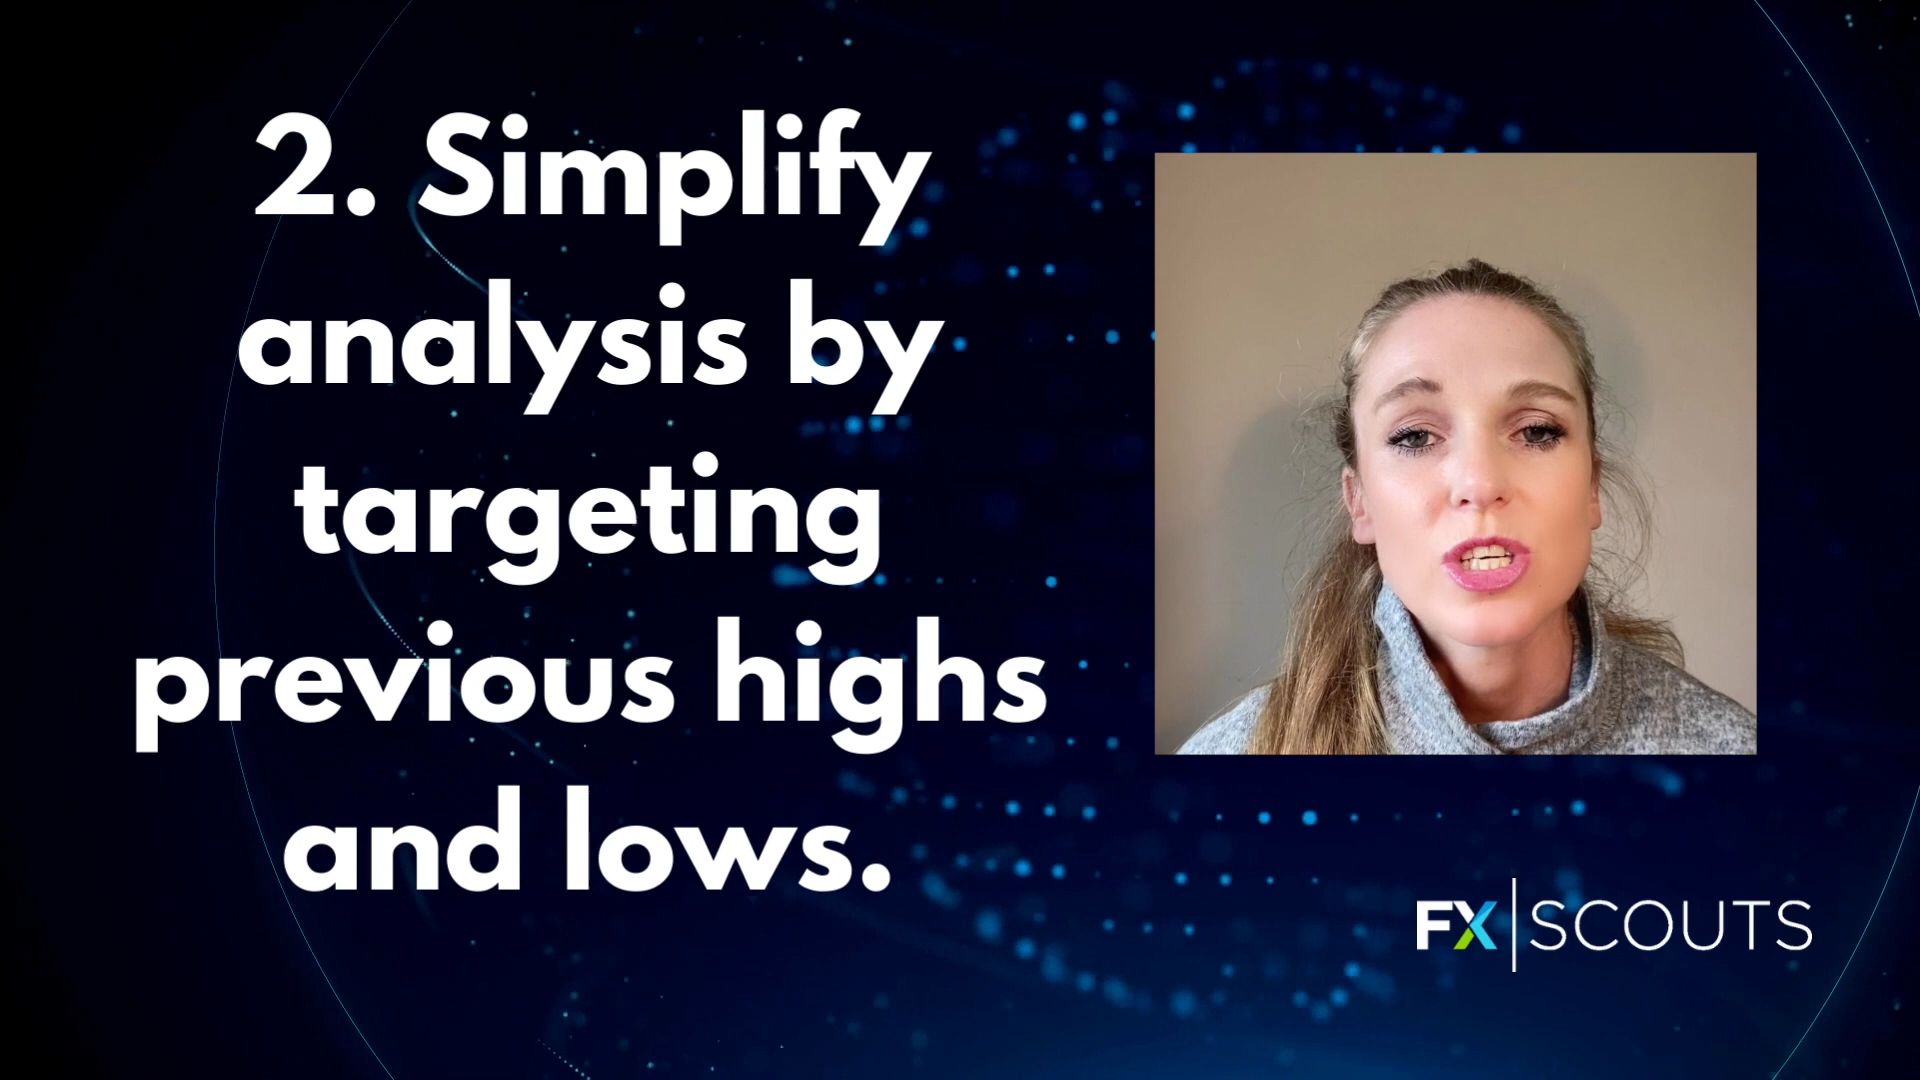 2. Simplify
analysis by
targeting
previous highs
and lows.
FX|SCOUTS